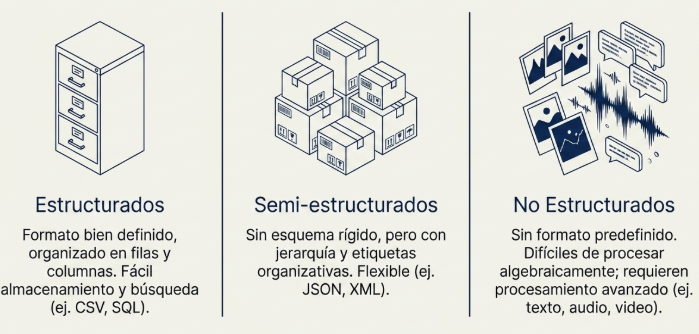 Estructurados
Formato bien definido,
organizado en filas y
columnas. Fácil
almacenamiento y búsqueda
(ej. CSV, SQL).
Semi-estructurados
Sin esquema rígido, pero con
jerarquía y etiquetas
organizativas. Flexible (ej.
JSON, XML).
No Estructurados
Sin formato predefinido.
Difíciles de procesar
algebraicamente; requieren
procesamiento avanzado (ej.
texto, audio, video).